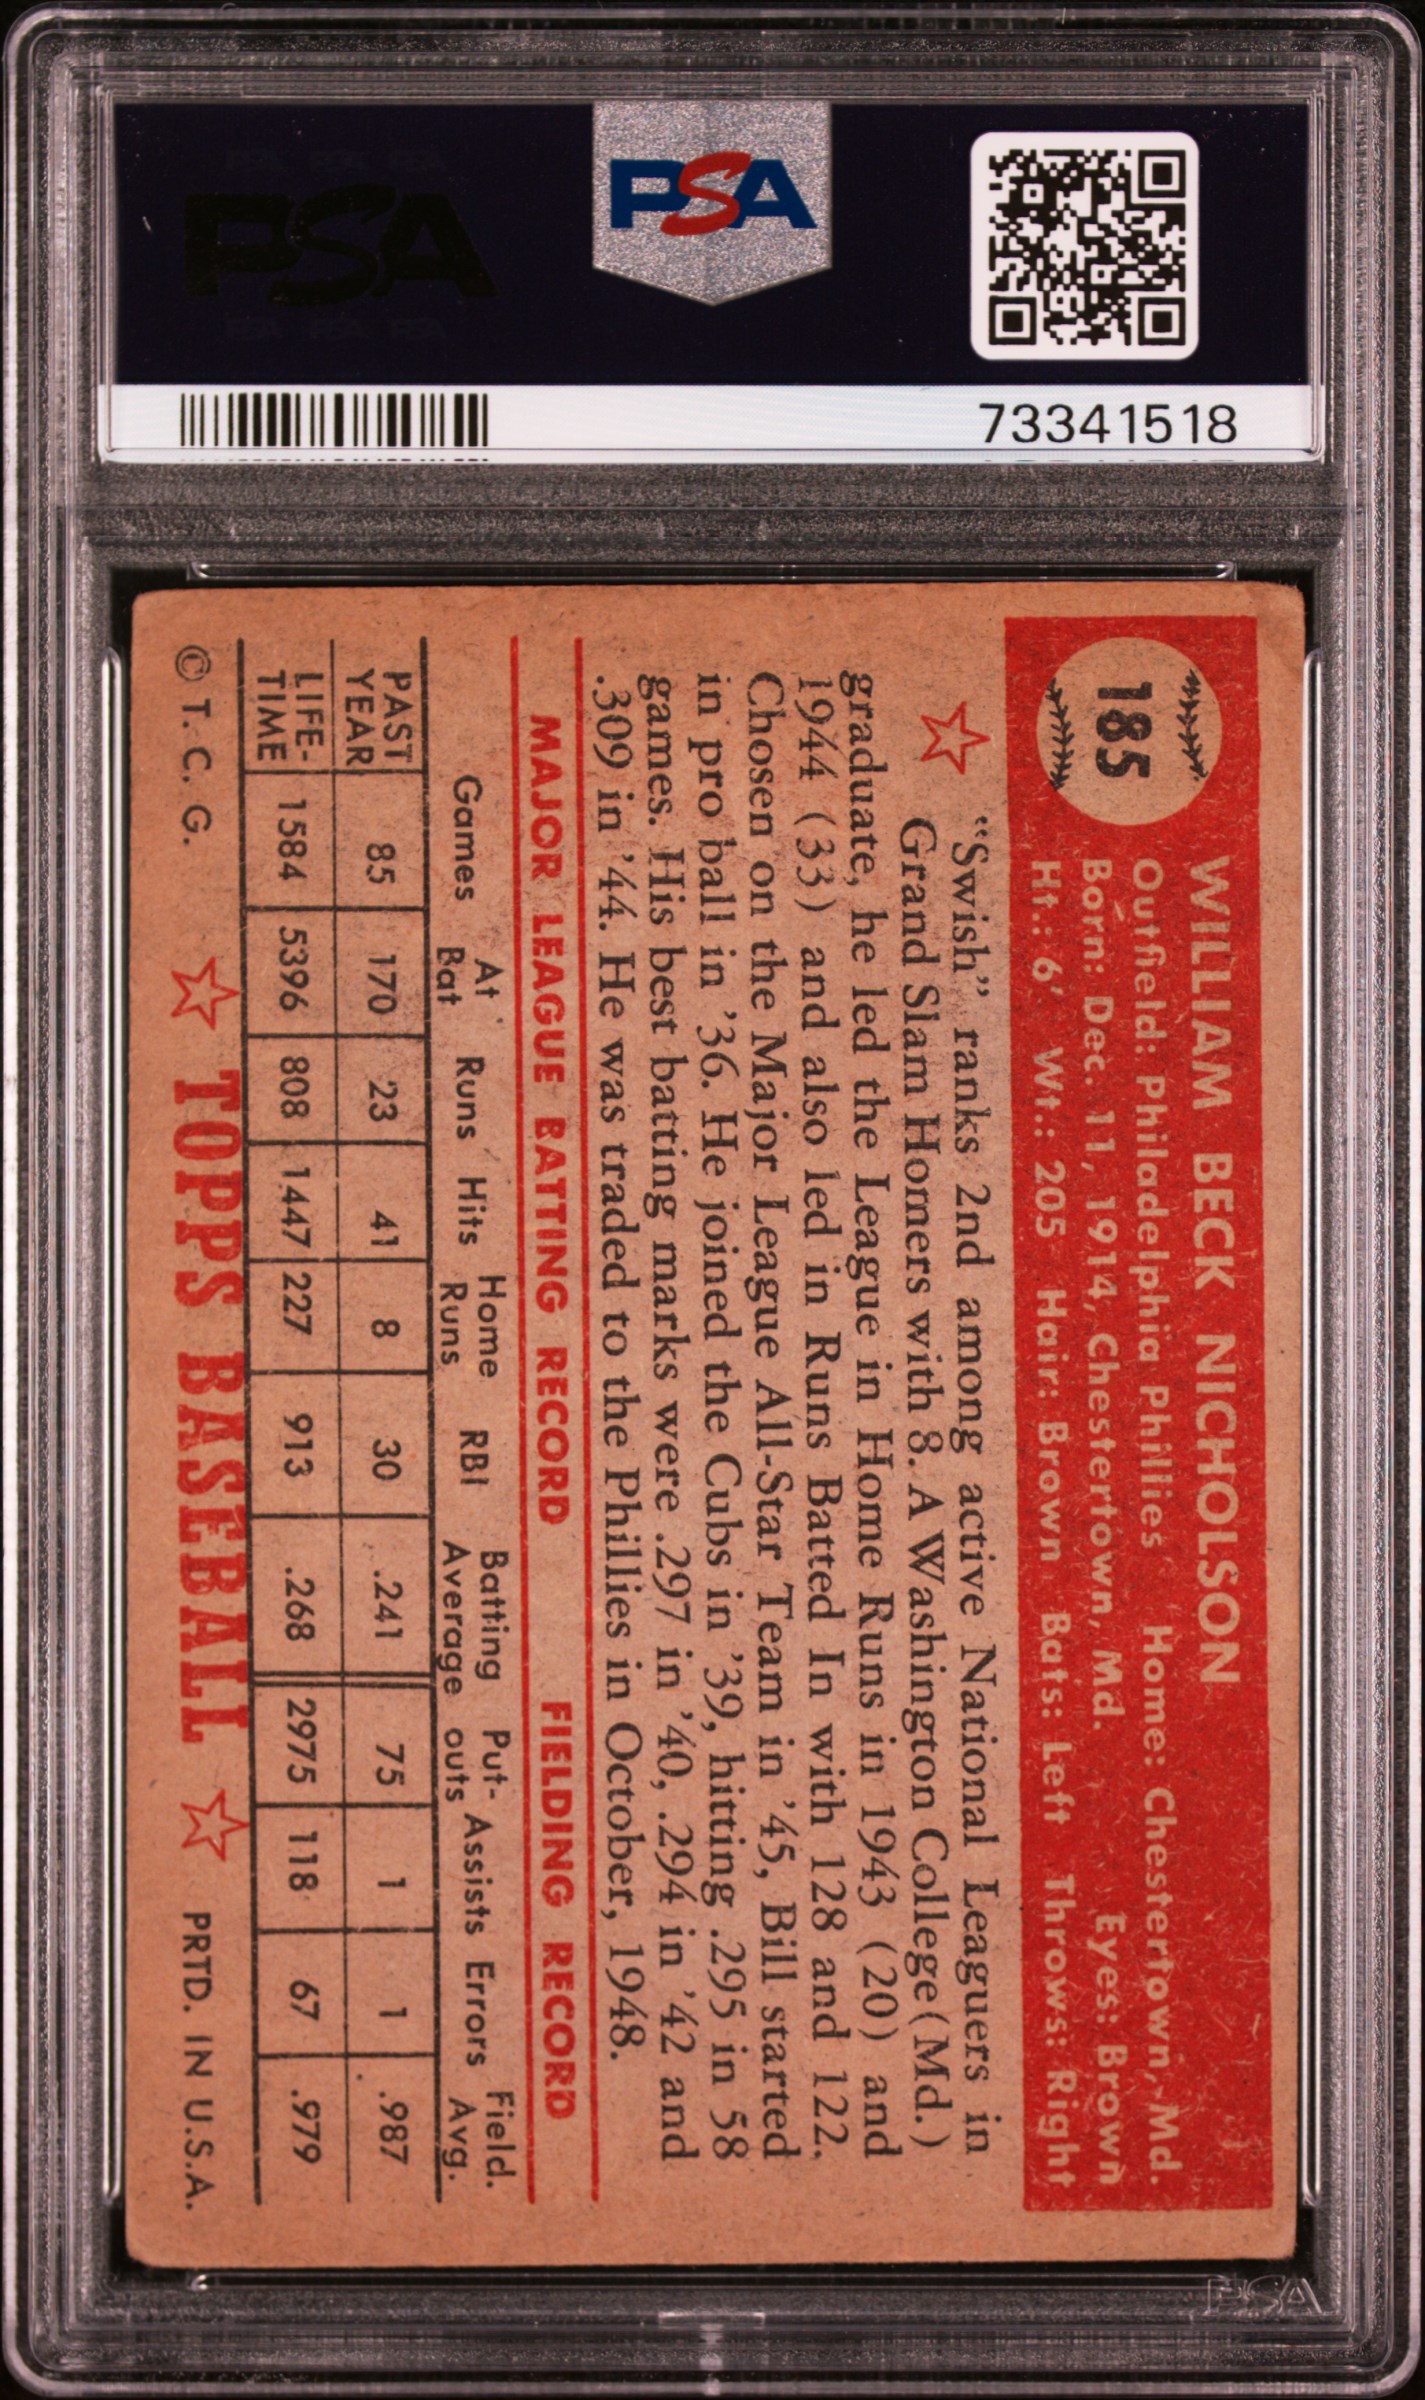 PSA
PSA
73341518
185
WILLIAM BECK NICHOLSON
Outfield: Philadelphia Phillies Home: Chestertown, Md.
Born: Dec. 11, 1914, Chestertown, Md. Eyes: Brown
Ht.: 6' Wt.: 205 Hair: Brown Bats: Left Throws: Right
"Swish" ranks 2nd among active National Leaguers in
Grand Slam Homers with 8. A Washington College (Md.)
graduate, he led the League in Home Runs in 1943 (20) and
1944 (33) and also led in Runs Batted In with 128 and 122.
Chosen on the Major League All-Star Team in '45, Bill started
in pro ball in '36. He joined the Cubs in '39, hitting .295 in 58
games. His best batting marks were .297 in '40, .294 in '42 and
.309 in '44. He was traded to the Phillies in October, 1948.
MAJOR LEAGUE BATTING RECORD FIELDING RECORD
Games At Bat Runs Hits Home Runs RBI Batting Average Put-outs Assists Errors Field. Avg.
PAST YEAR 85 170 23 41 8 30 .241 75 1 1 .987
LIFE-TIME 1584 5396 808 1447 227 913 .268 2975 118 67 .979
© T. C. G. TOPPS BASEBALL PRTD. IN U.S.A.
PSA